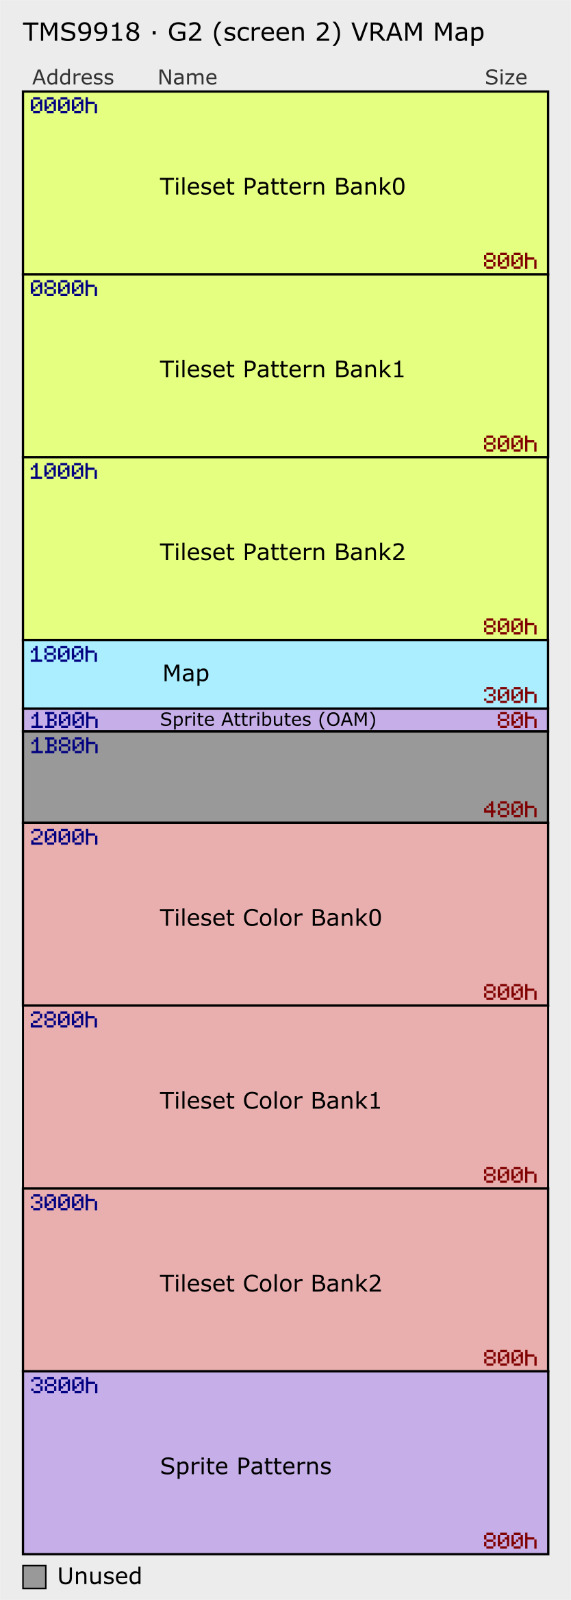 TMS9918 · G2 (screen 2) VRAM Map
Address Name Size
0000h
Tileset Pattern Bank0
800h
0800h
Tileset Pattern Bank1
800h
1000h
Tileset Pattern Bank2
800h
1800h
Map
300h
1B00h Sprite Attributes (OAM) 80h
1B80h
480h
2000h
Tileset Color Bank0
800h
2800h
Tileset Color Bank1
800h
3000h
Tileset Color Bank2
800h
3800h
Sprite Patterns
800h
Unused